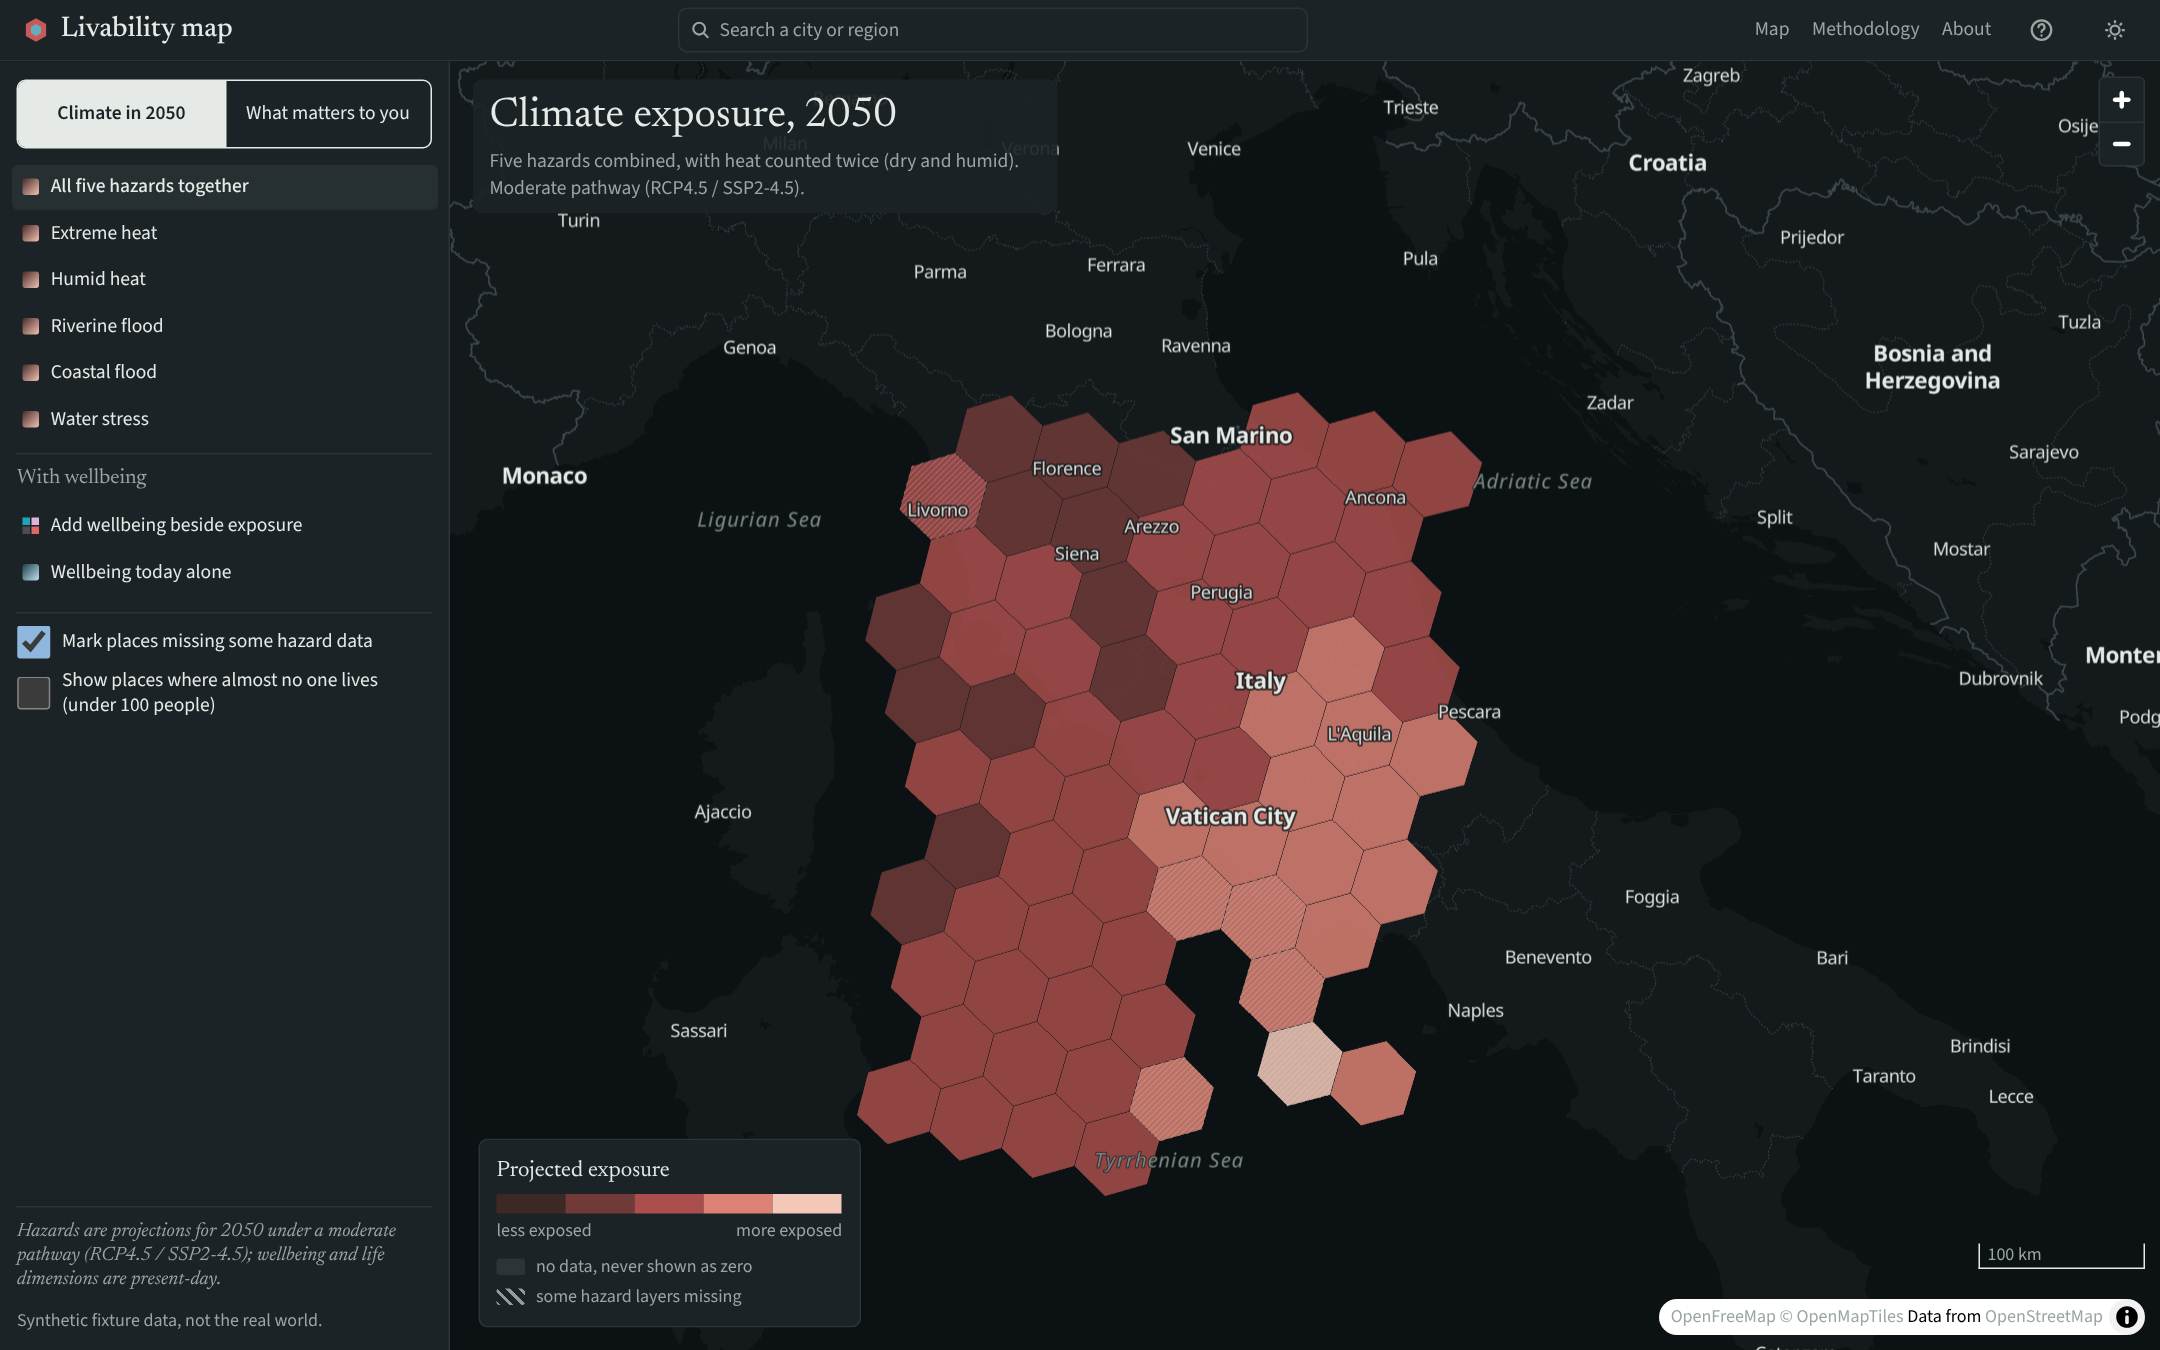 Livability map
Search a city or region
Map
Methodology
About
Climate in 2050
What matters to you
All five hazards together
Extreme heat
Humid heat
Riverine flood
Coastal flood
Water stress
With wellbeing
Add wellbeing beside exposure
Wellbeing today alone
Mark places missing some hazard data
Show places where almost no one lives
(under 100 people)
Hazards are projections for 2050 under a moderate
pathway (RCP4.5 / SSP2-4.5); wellbeing and life
dimensions are present-day.
Synthetic fixture data, not the real world.
Climate exposure, 2050
Five hazards combined, with heat counted twice (dry and humid).
Moderate pathway (RCP4.5 / SSP2-4.5).
Milan
Verona
Zagreb
Trieste
Osije
Venice
Croatia
Turin
Prijedor
Pula
Ferrara
Parma
Tuzla
Bologna
Ravenna
Genoa
Bosnia and
Herzegovina
Zadar
San Marino
Sarajevo
Florence
Monaco
Adriatic Sea
Ancona
Livorno
Split
Ligurian Sea
Arezzo
Mostar
Siena
Perugia
Monter
Dubrovnik
Italy
Pescara
Podg
L'Aquila
Ajaccio
Vatican City
Foggia
Benevento
Bari
Naples
Sassari
Brindisi
Taranto
Lecce
Tyrrhenian Sea
Projected exposure
less exposed
more exposed
no data, never shown as zero
some hazard layers missing
100 km
OpenFreeMap © OpenMapTiles Data from OpenStreetMap